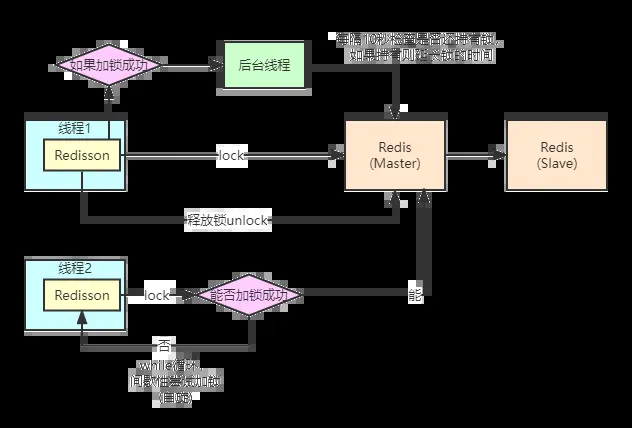 每隔10秒检查是否还持有锁,
如果持有则延长锁的时间
如果加锁成功
后台线程
线程1
Redisson
lock
Redis
(Master)
Redis
(Slave)
释放锁unlock
线程2
Redisson
lock
能否加锁成功
能
否
while循环,
间歇性尝试加锁
(自旋)